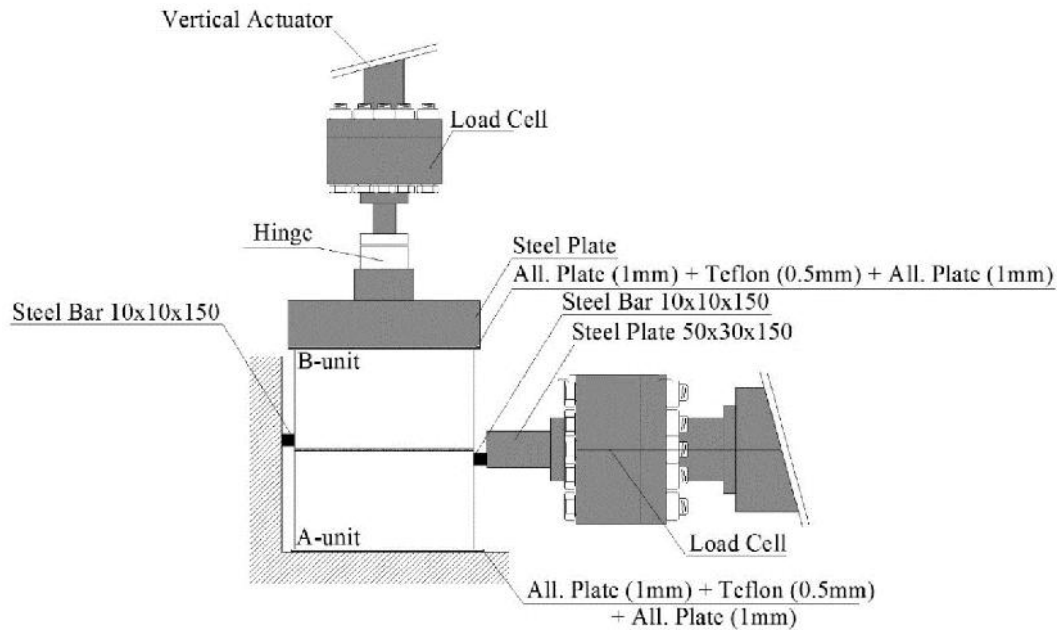 Vertical Actuator
Load Cell
Hinge
Steel Plate
All. Plate (1mm) + Teflon (0.5mm) + All. Plate (1mm)
Steel Bar 10x10x150
Steel Bar 10x10x150
Steel Plate 50x30x150
B-unit
A-unit
Load Cell
All. Plate (1mm) + Teflon (0.5mm)
+ All. Plate (1mm)